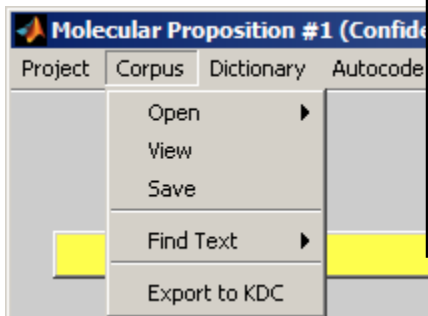 Molecular Proposition #1 (Confide
Project Corpus Dictionary Autocode
Open
View
Save
Find Text
Export to KDC